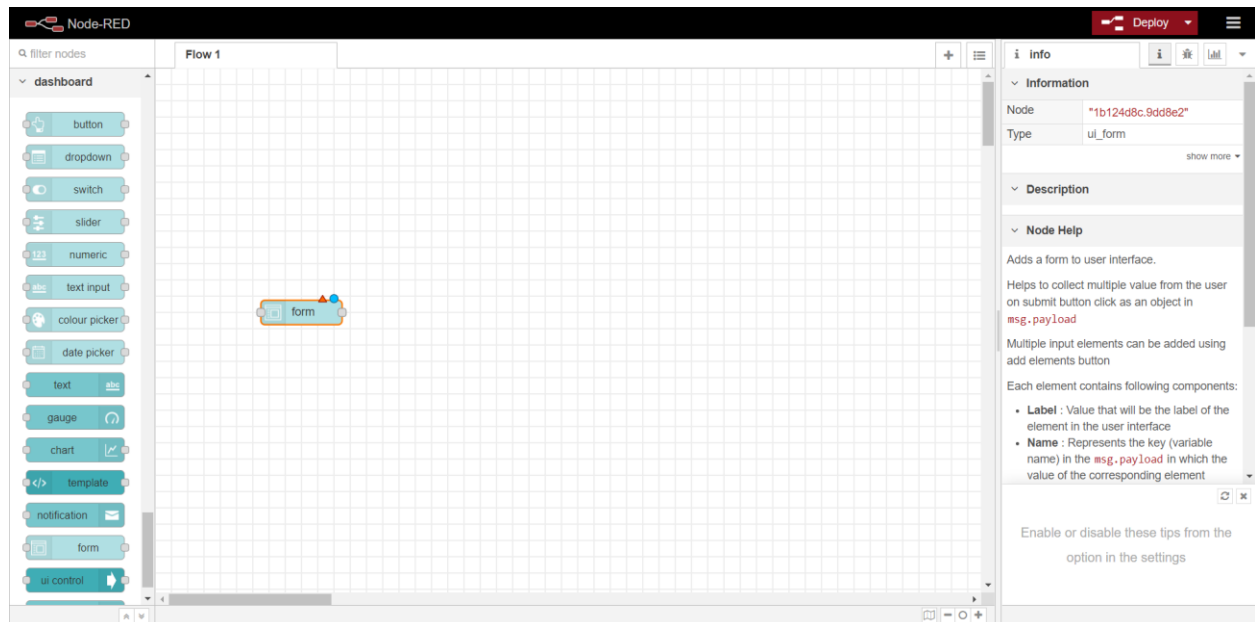 Node-RED
Deploy
filter nodes
dashboard
button
dropdown
switch
slider
123
numeric
abc
text input
colour picker
date picker
text
abc
gauge
chart
</>
template
notification
form
ui control
Flow 1
form
i info
i
Information
Node
"1b124d8c.9dd8e2"
Type
ui_form
show more
Description
Node Help
Adds a form to user interface.
Helps to collect multiple value from the user
on submit button click as an object in
msg.payload
Multiple input elements can be added using
add elements button
Each element contains following components:
• Label : Value that will be the label of the
element in the user interface
• Name : Represents the key (variable
name) in the msg.payload in which the
value of the corresponding element
Enable or disable these tips from the
option in the settings